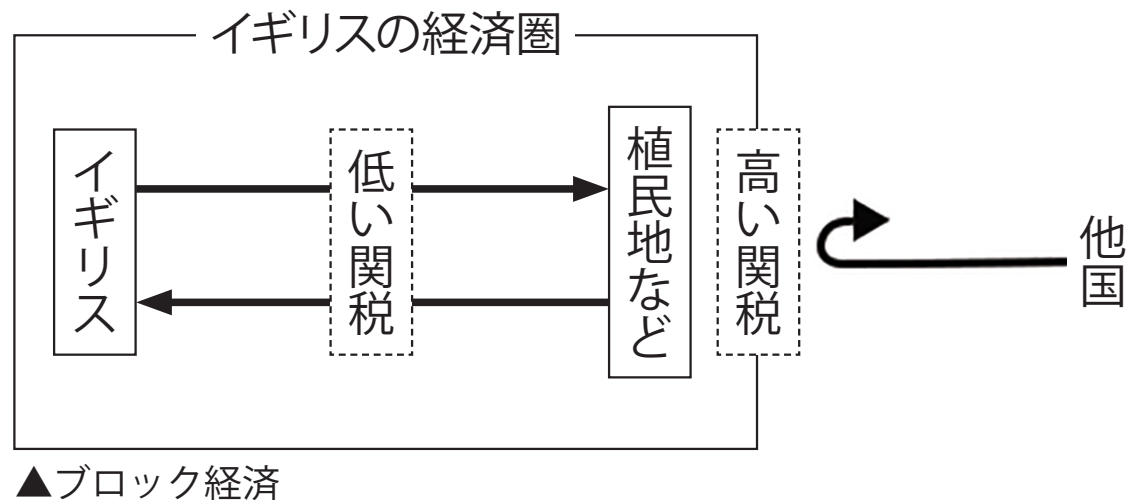 イギリスの経済圏
イギリス
低い関税
植民地など
高い関税
他国
▲ブロック経済